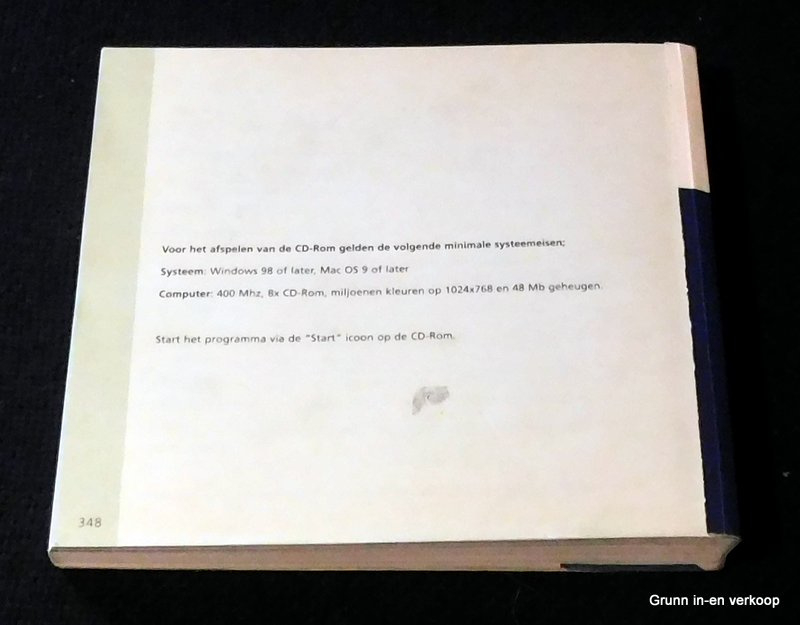 Voor het afspelen van de CD-Rom gelden de volgende minimale systeemeisen;
Systeem: Windows 98 of later, Mac OS 9 of later
Computer: 400 Mhz, 8x CD-Rom, miljoenen kleuren op 1024x768 en 48 Mb geheugen.
Start het programma via de "Start" icoon op de CD-Rom.
348
Grunn in-en verkoop